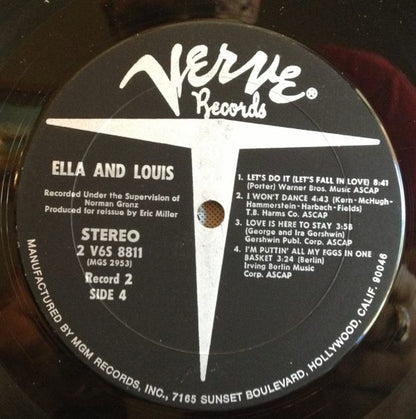 Verve®
Records
ELLA AND LOUIS
Recorded Under the Supervision of
Norman Granz
Produced for reissue by Eric Miller
STEREO
2 V6S 8811
(MGS 2953)
Record 2
SIDE 4
1. LET'S DO IT (LET'S FALL IN LOVE) 8:41
(Porter) Warner Bros. Music ASCAP
2. I WON'T DANCE 4:43 (Kern-McHugh-
Hammerstein-Harbach-Fields)
T.B. Harms Co. ASCAP
3. LOVE IS HERE TO STAY 3:58
(George and Ira Gershwin)
Gershwin Publ. Corp. ASCAP
4. I'M PUTTIN' ALL MY EGGS IN ONE
BASKET 3:24 (Berlin)
Irving Berlin Music
Corp. ASCAP
MANUFACTURED BY MGM RECORDS, INC., 7165 SUNSET BOULEVARD, HOLLYWOOD, CALIF. 90046